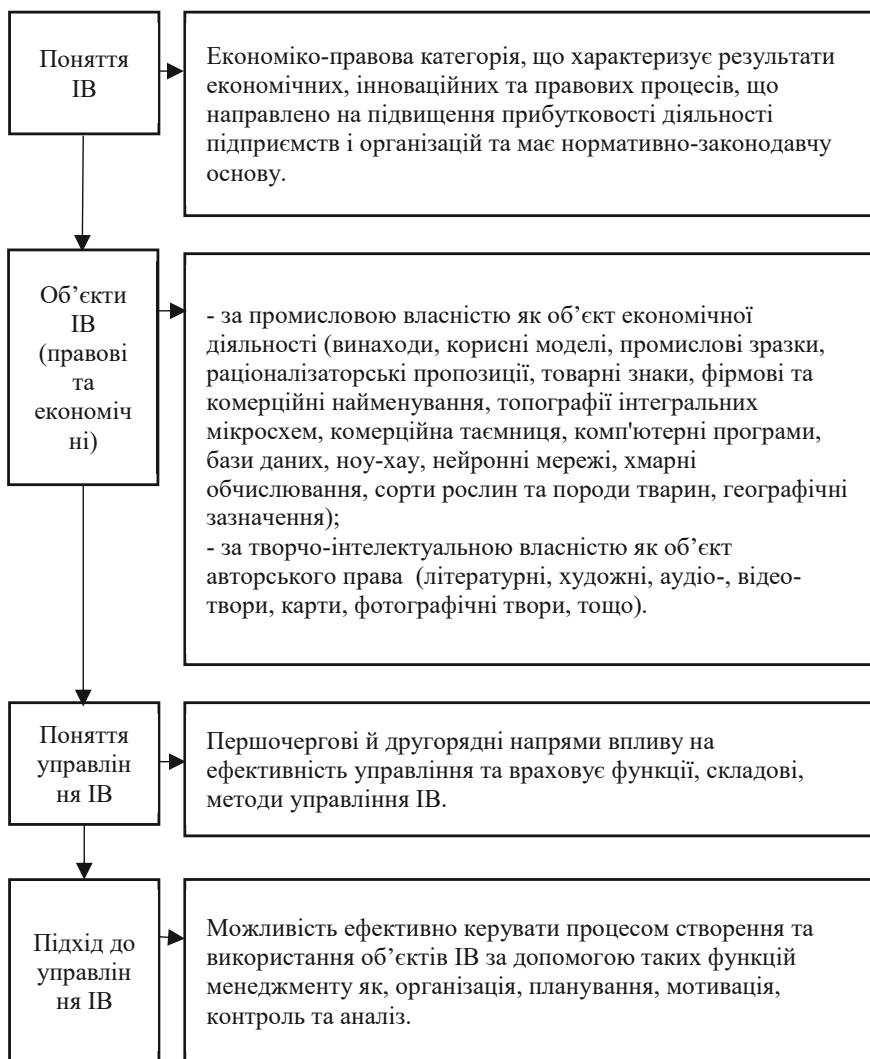 Поняття
ІВ
Економіко-правова категорія, що характеризує результати
економічних, інноваційних та правових процесів, що
направлено на підвищення прибутковості діяльності
підприємств і організацій та має нормативно-законодавчу
основу.
Об’єкти
ІВ
(правові
та
економіч
ні)
- за промисловою власністю як об’єкт економічної
діяльності (винаходи, корисні моделі, промислові зразки,
раціоналізаторські пропозиції, товарні знаки, фірмові та
комерційні найменування, топографії інтегральних
мікросхем, комерційна таємниця, комп'ютерні програми,
бази даних, ноу-хау, нейронні мережі, хмарні
обчислювання, сорти рослин та породи тварин, географічні
зазначення);
- за творчо-інтелектуальною власністю як об’єкт
авторського права (літературні, художні, аудіо-, відео-
твори, карти, фотографічні твори, тощо).
Поняття
управлін
ня ІВ
Першочергові й другорядні напрями впливу на
ефективність управління та враховує функції, складові,
методи управління ІВ.
Підхід до
управлін
ня ІВ
Можливість ефективно керувати процесом створення та
використання об’єктів ІВ за допомогою таких функцій
менеджменту як, організація, планування, мотивація,
контроль та аналіз.